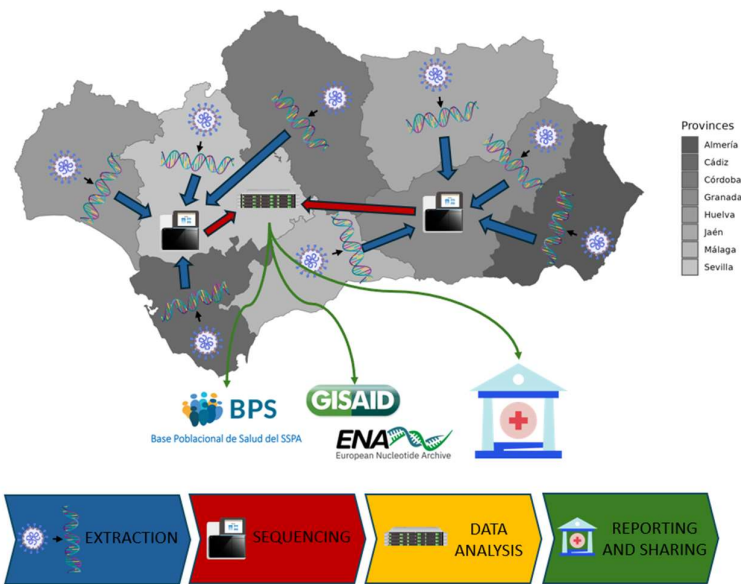 Provinces
Almería
Cádiz
Córdoba
Granada
Huelva
Jaén
Málaga
Sevilla
BPS
Base Poblacional de Salud del SSPA
GISAID
ENA
European Nucleotide Archive
EXTRACTION
SEQUENCING
DATA
ANALYSIS
REPORTING
AND SHARING